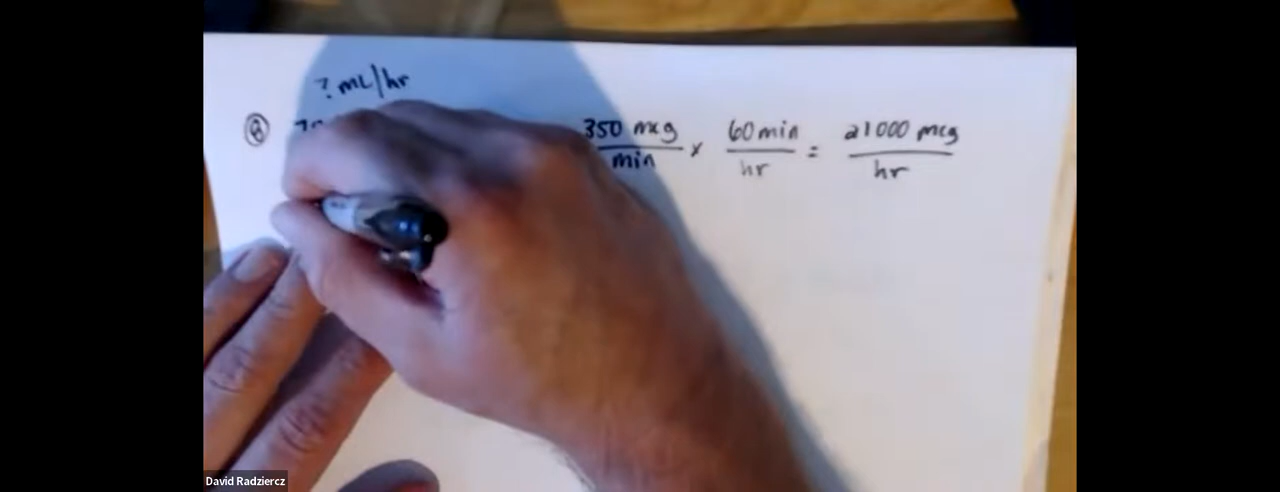 ? mL/hr
8 350 mcg/min x 60 min/hr = 21000 mcg/hr
David Radziercz